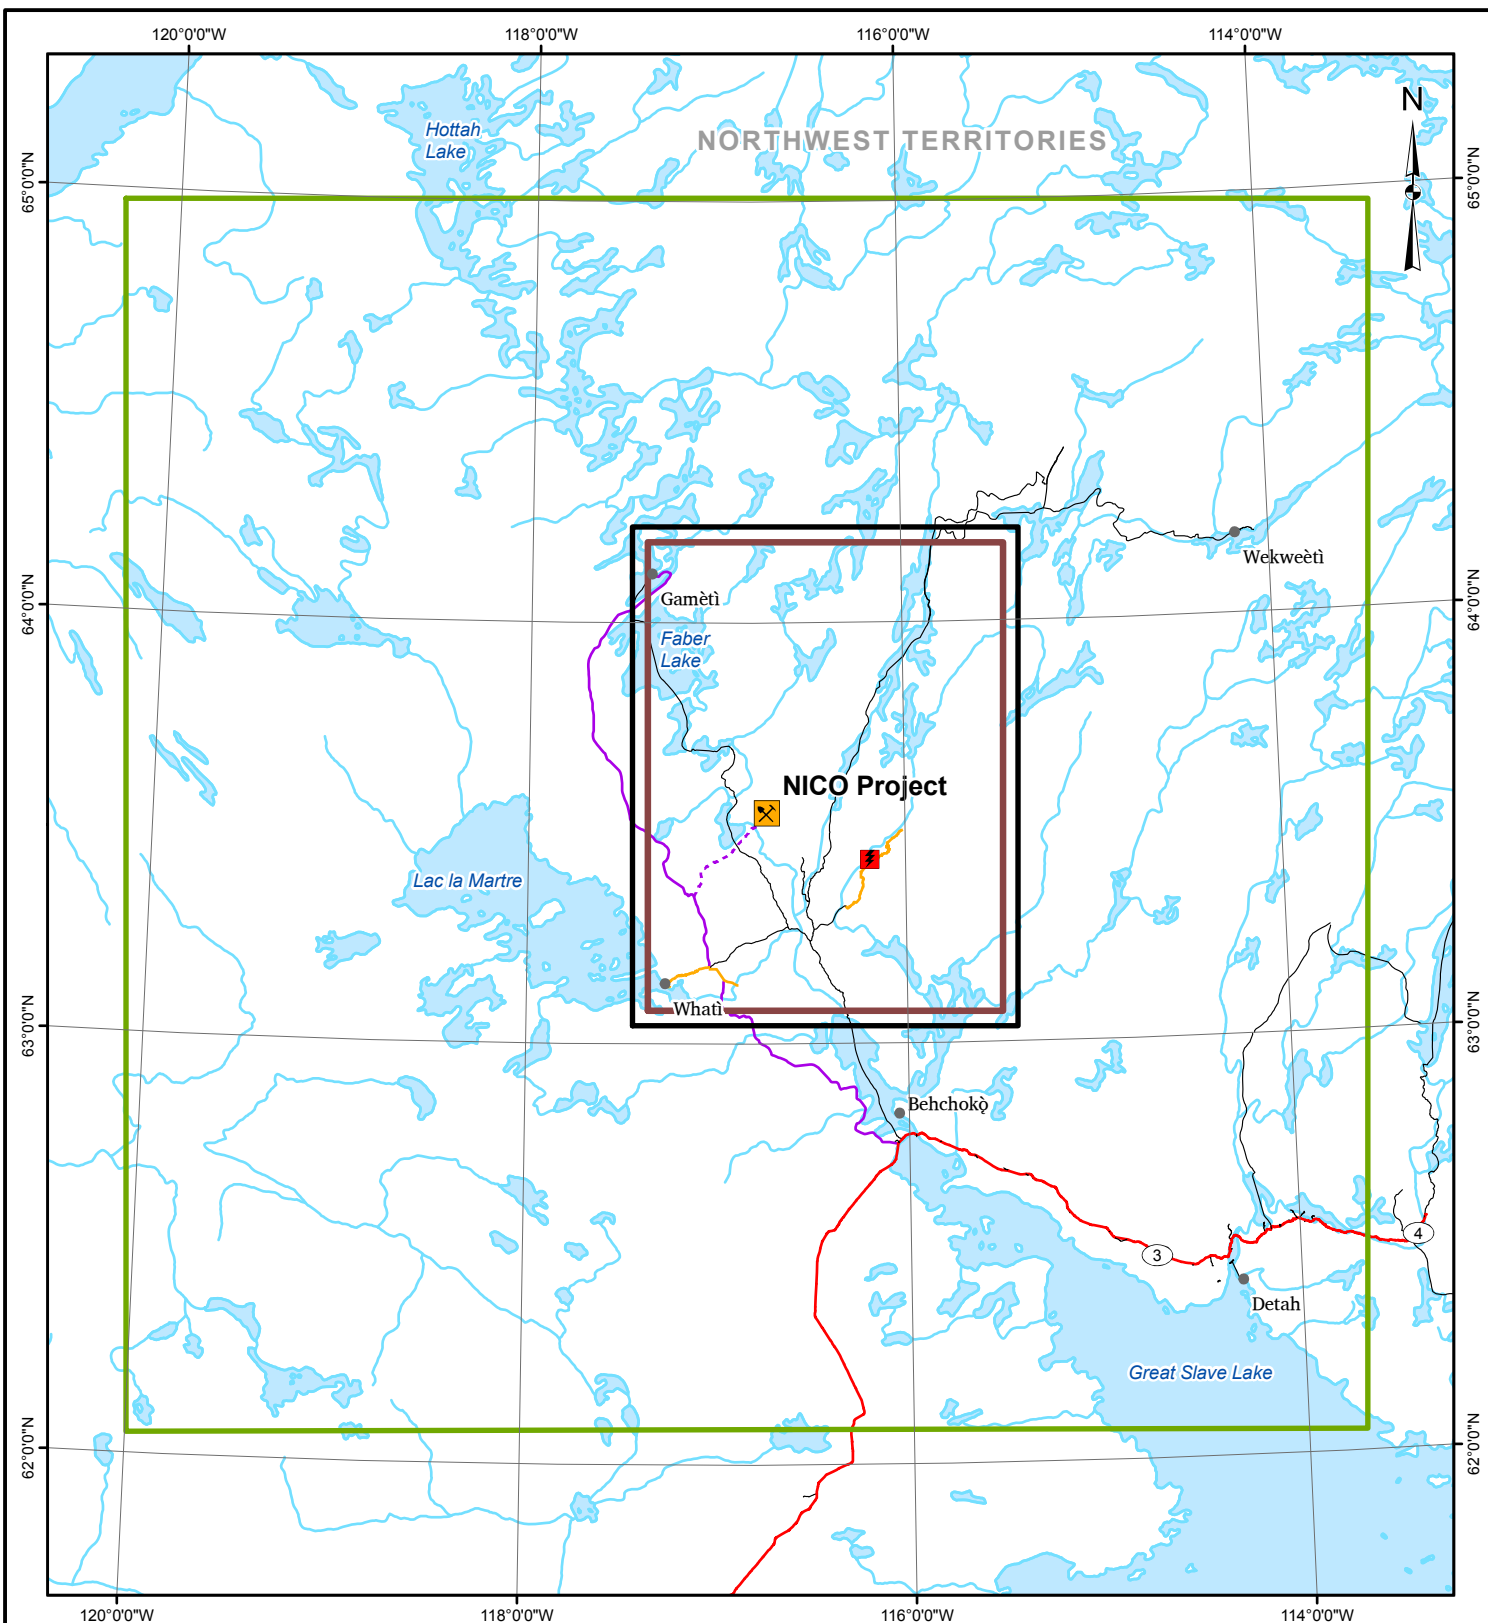 120°0'0"W
118°0'0"W
116°0'0"W
114°0'0"W
N
Hottah
Lake
NORTHWEST TERRITORIES
65°0'0"N
65°0'0"N
Wekweètì
Gamètì
64°0'0"N
64°0'0"N
Faber
Lake
NICO Project
Lac la Martre
Whatì
63°0'0"N
63°0'0"N
Behchokǫ̀
3
4
Detah
Great Slave Lake
62°0'0"N
62°0'0"N
120°0'0"W
118°0'0"W
116°0'0"W
114°0'0"W